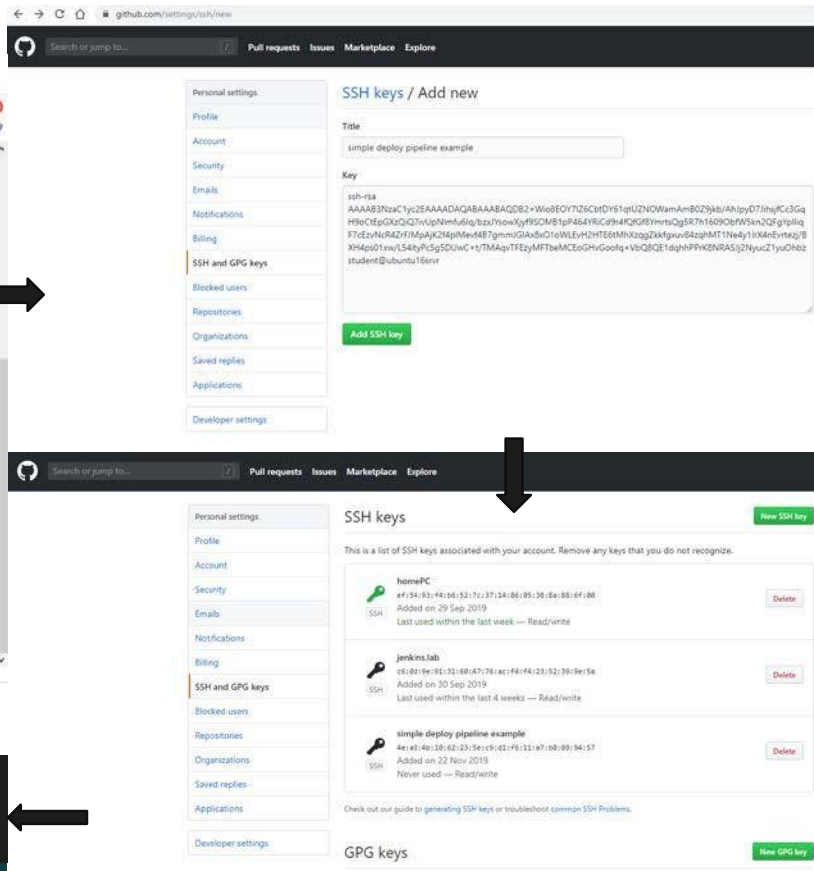 github.com/settings/ssh/new
Search or jump to... / Pull requests Issues Marketplace Explore
Personal settings
Profile
Account
Security
Emails
Notifications
Billing
SSH and GPG keys
Blocked users
Repositories
Organizations
Saved replies
Applications
Developer settings
SSH keys / Add new
Title
simple deploy pipeline example
Key
ssh-rsa
student@ubuntu16srvr
Add SSH key
Search or jump to... / Pull requests Issues Marketplace Explore
Personal settings
Profile
Account
Security
Emails
Notifications
Billing
SSH and GPG keys
Blocked users
Repositories
Organizations
Saved replies
Applications
Developer settings
SSH keys
New SSH key
This is a list of SSH keys associated with your account. Remove any keys that you do not recognize.
homePC
SSH
Added on 29 Sep 2019
Last used within the last week — Read/write
Delete
jenkins.lab
SSH
Added on 30 Sep 2019
Last used within the last 4 weeks — Read/write
Delete
simple deploy pipeline example
SSH
Added on 22 Nov 2019
Never used — Read/write
Delete
Check out our guide to generating SSH keys or troubleshoot common SSH Problems.
GPG keys
New GPG key